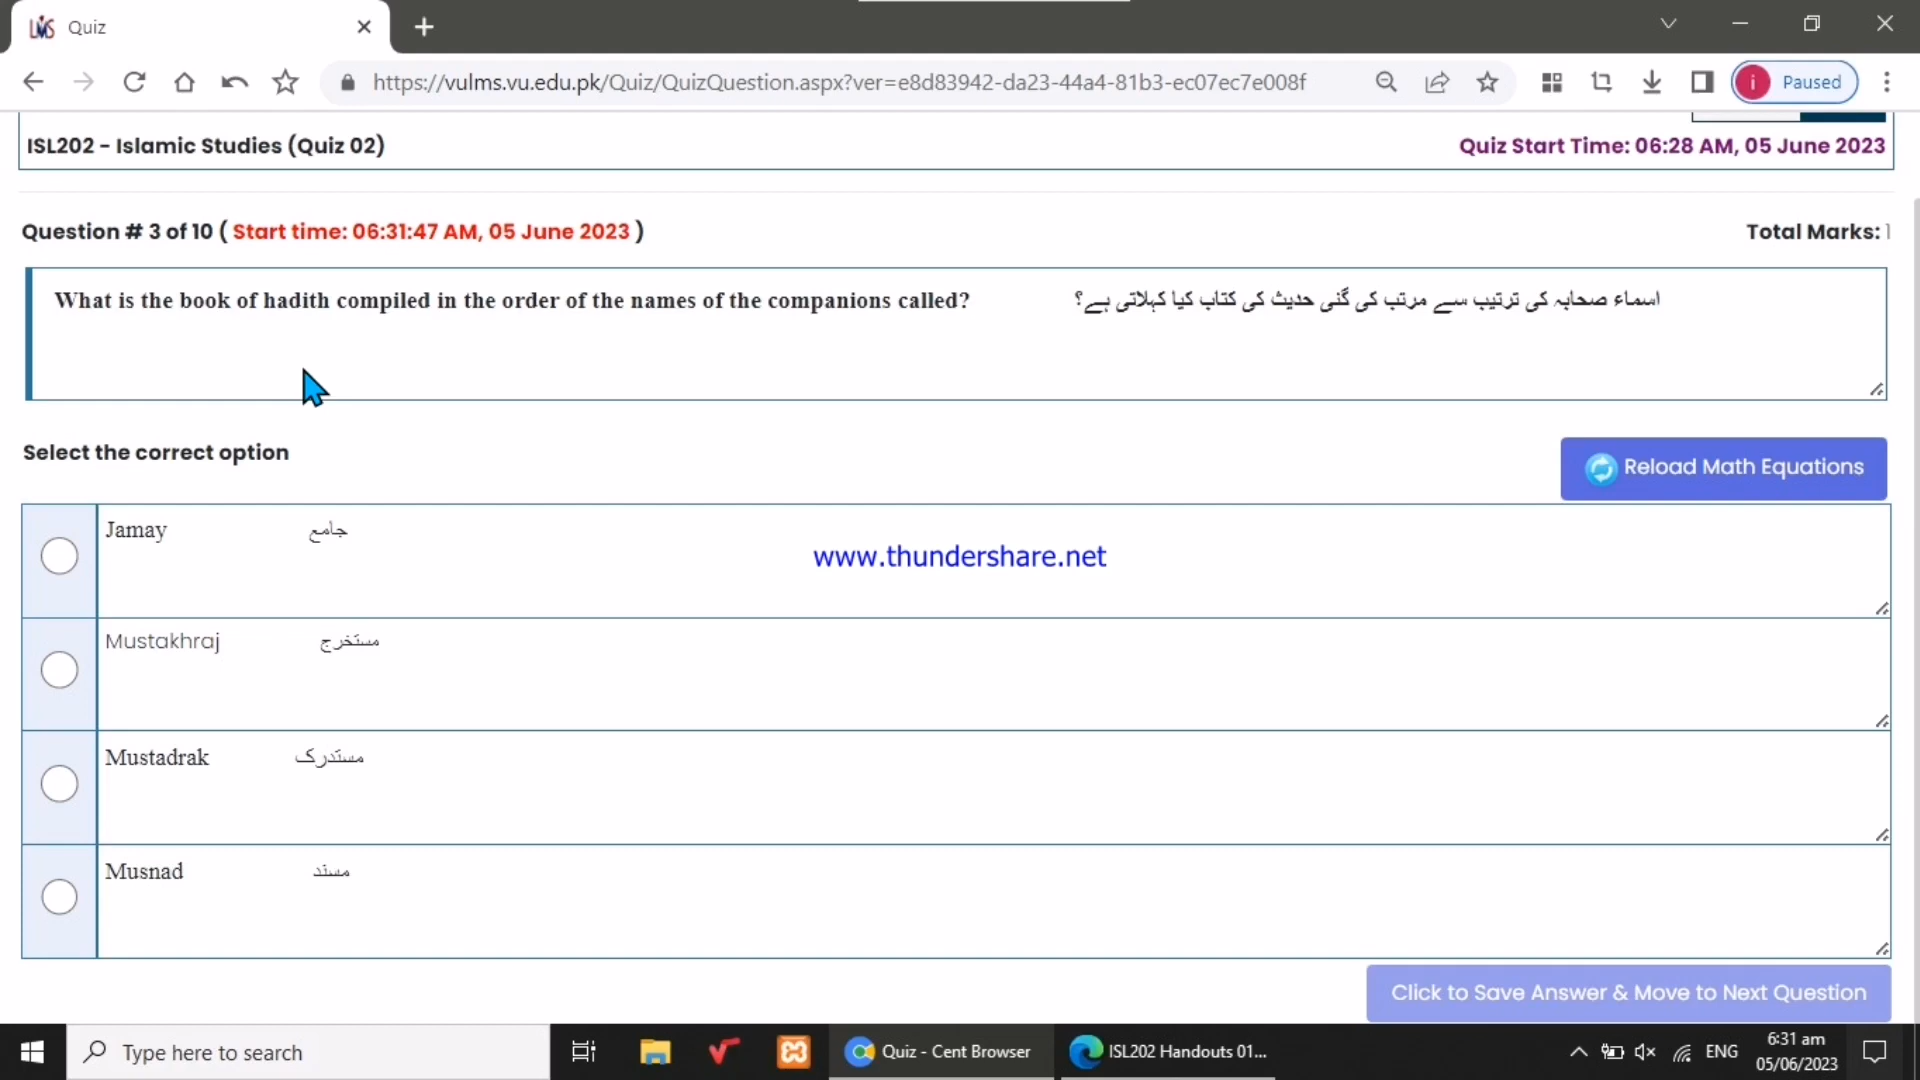 Quiz
https://vulms.vu.edu.pk/Quiz/QuizQuestion.aspx?ver=e8d83942-da23-44a4-81b3-ec07ec7e008f
i Paused
ISL202 - Islamic Studies (Quiz 02)
Quiz Start Time: 06:28 AM, 05 June 2023
Question # 3 of 10 ( Start time: 06:31:47 AM, 05 June 2023 )
Total Marks: 1
What is the book of hadith compiled in the order of the names of the companions called?
اسماء صحابہ کی ترتیب سے مرتب کی گئی حدیث کی کتاب کیا کہلاتی ہے؟
Select the correct option
Reload Math Equations
Jamay جامع
www.thundershare.net
Mustakhraj مستخرج
Mustadrak مستدرک
Musnad مسند
Click to Save Answer & Move to Next Question
Type here to search
Quiz - Cent Browser
ISL202 Handouts 01...
ENG
6:31 am
05/06/2023